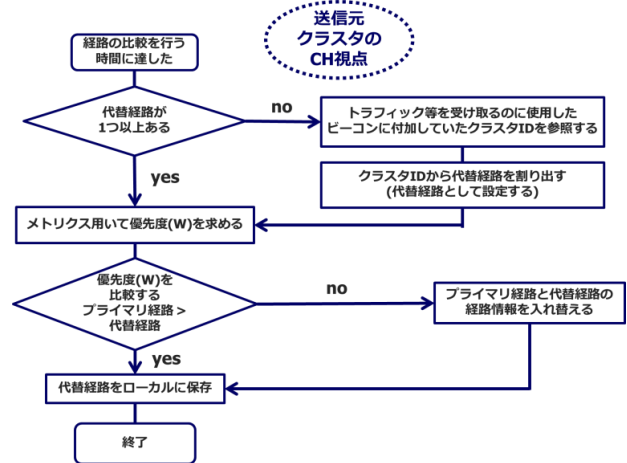 送信元
クラスタの
CH視点
経路の比較を行う
時間に達した
代替経路が
1つ以上ある
no
トラフィック等を受け取るのに使用した
ビーコンに付加していたクラスタIDを参照する
yes
クラスタIDから代替経路を割り出す
(代替経路として設定する)
メトリクス用いて優先度(W)を求める
優先度(W)を
比較する
プライマリ経路 >
代替経路
no
プライマリ経路と代替経路の
経路情報を入れ替える
yes
代替経路をローカルに保存
終了